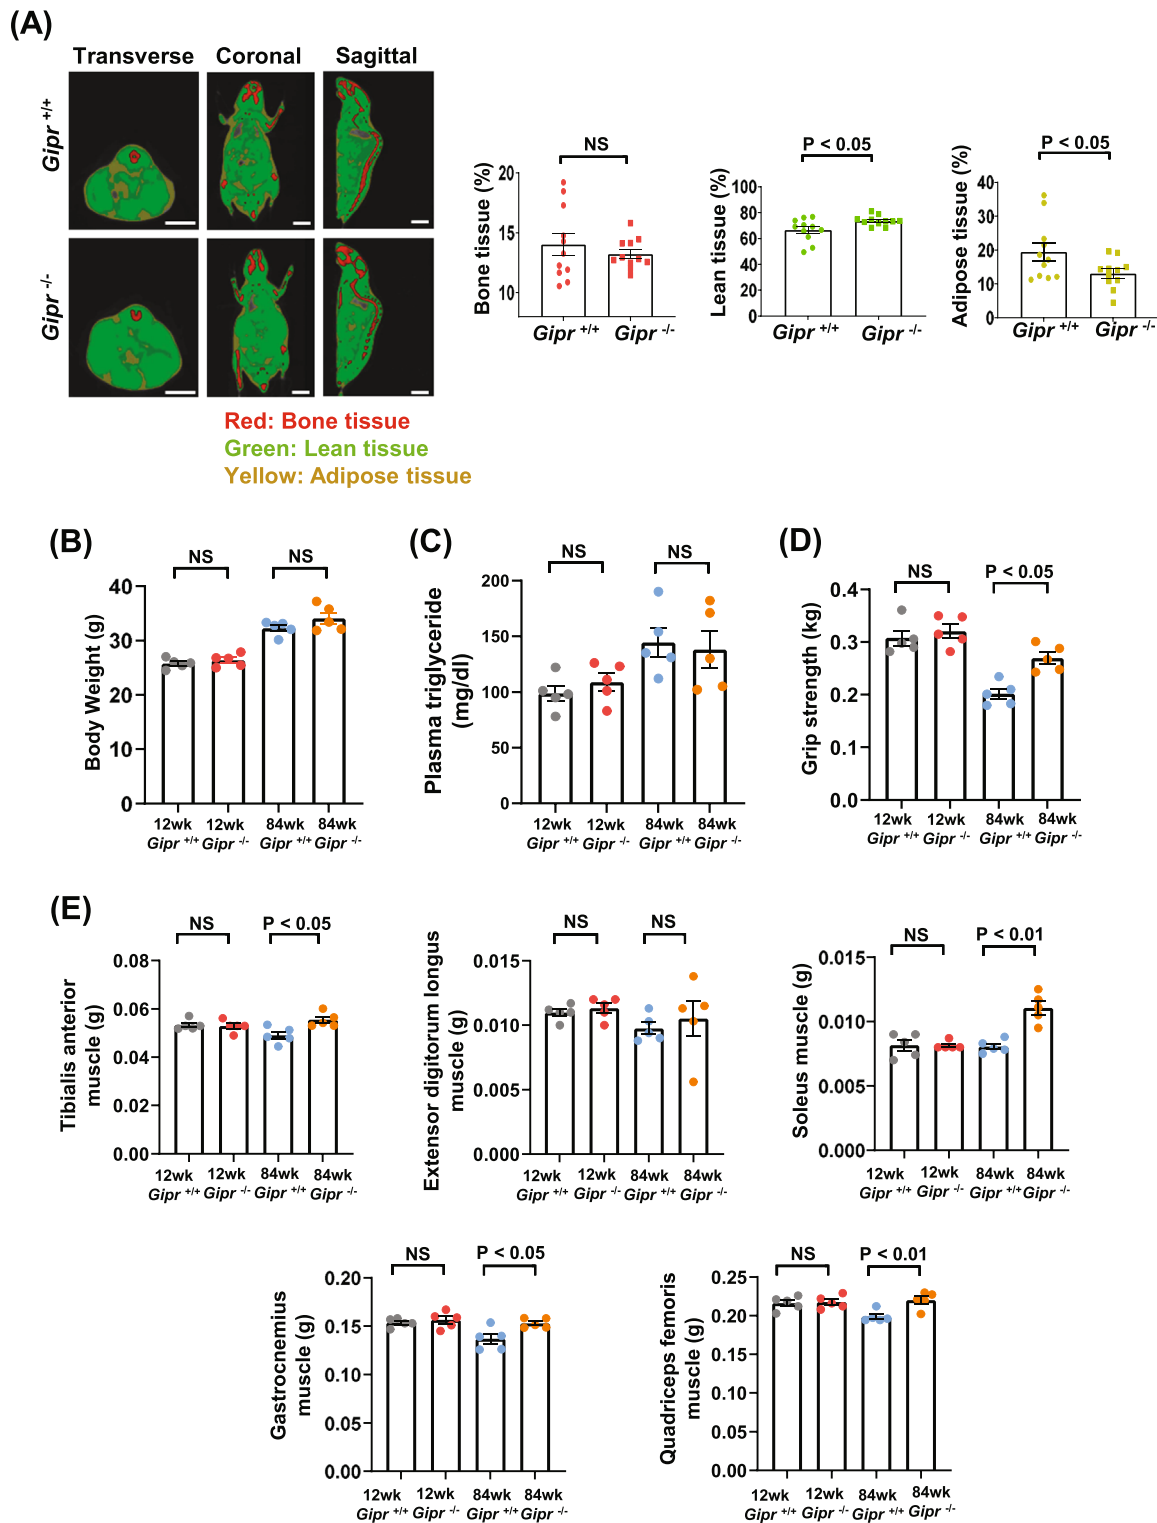 (A)
Transverse Coronal Sagittal
Gipr +/+
Gipr -/-
Red: Bone tissue
Green: Lean tissue
Yellow: Adipose tissue
NS
Bone tissue (%)
20
15
10
Gipr +/+ Gipr -/-
P < 0.05
Lean tissue (%)
100
80
60
40
20
0
Gipr +/+ Gipr -/-
P < 0.05
Adipose tissue (%)
40
30
20
10
0
Gipr +/+ Gipr -/-
(B)
NS NS
Body Weight (g)
40
30
20
10
0
12wk 12wk 84wk 84wk
Gipr +/+ Gipr -/- Gipr +/+ Gipr -/-
(C)
NS NS
Plasma triglyceride
(mg/dl)
200
150
100
50
0
12wk 12wk 84wk 84wk
Gipr +/+ Gipr -/- Gipr +/+ Gipr -/-
(D)
NS P < 0.05
Grip strength (kg)
0.4
0.3
0.2
0.1
0.0
12wk 12wk 84wk 84wk
Gipr +/+ Gipr -/- Gipr +/+ Gipr -/-
(E)
NS P < 0.05
Tibialis anterior
muscle (g)
0.08
0.06
0.04
0.02
0.00
12wk 12wk 84wk 84wk
Gipr +/+ Gipr -/- Gipr +/+ Gipr -/-
NS NS
Extensor digitorum longus
muscle (g)
0.015
0.010
0.005
0.000
12wk 12wk 84wk 84wk
Gipr +/+ Gipr -/- Gipr +/+ Gipr -/-
NS P < 0.01
Soleus muscle (g)
0.015
0.010
0.005
0.000
12wk 12wk 84wk 84wk
Gipr +/+ Gipr -/- Gipr +/+ Gipr -/-
NS P < 0.05
Gastrocnemius
muscle (g)
0.20
0.15
0.10
0.05
0.00
12wk 12wk 84wk 84wk
Gipr +/+ Gipr -/- Gipr +/+ Gipr -/-
NS P < 0.01
Quadriceps femoris
muscle (g)
0.25
0.20
0.15
0.10
0.05
0.00
12wk 12wk 84wk 84wk
Gipr +/+ Gipr -/- Gipr +/+ Gipr -/-